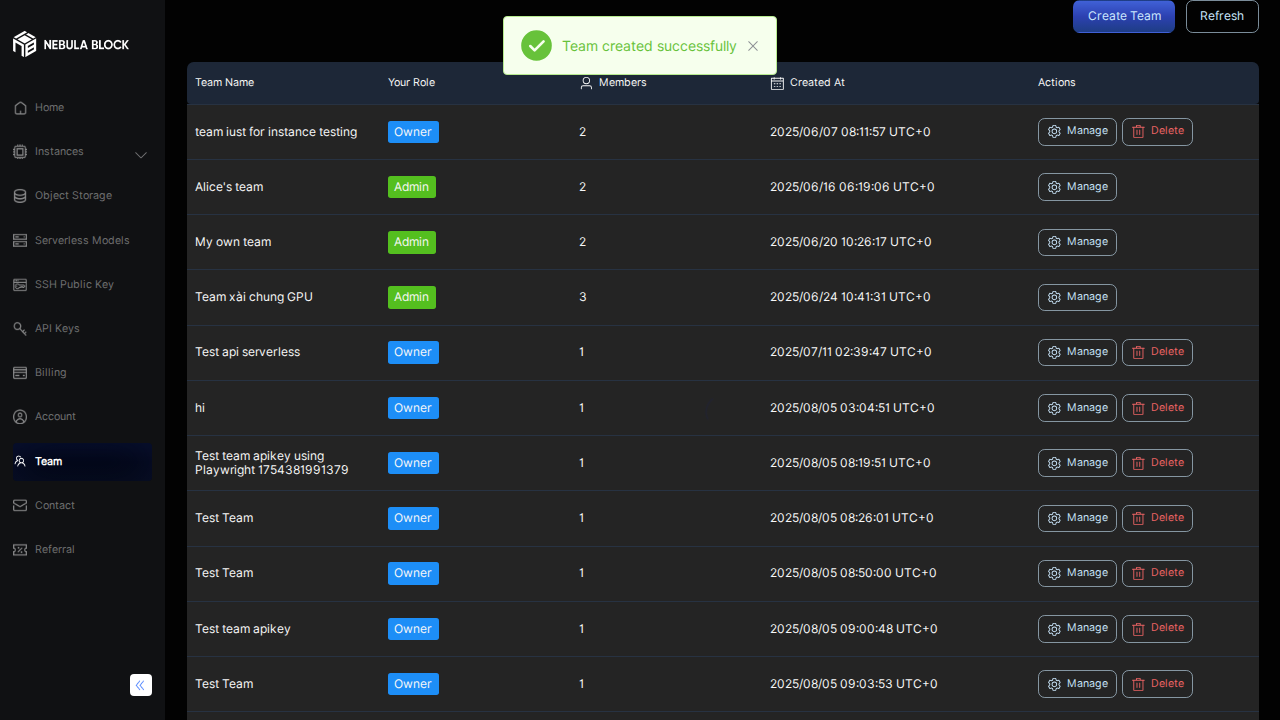 NEBULA BLOCK
Create Team
Refresh
Team created successfully
Home
Instances
Object Storage
Serverless Models
SSH Public Key
API Keys
Billing
Account
Team
Contact
Referral
Team Name Your Role Members Created At Actions
team iust for instance testing Owner 2 2025/06/07 08:11:57 UTC+0 Manage Delete
Alice's team Admin 2 2025/06/16 06:19:06 UTC+0 Manage
My own team Admin 2 2025/06/20 10:26:17 UTC+0 Manage
Team xài chung GPU Admin 3 2025/06/24 10:41:31 UTC+0 Manage
Test api serverless Owner 1 2025/07/11 02:39:47 UTC+0 Manage Delete
hi Owner 1 2025/08/05 03:04:51 UTC+0 Manage Delete
Test team apikey using
Playwright 1754381991379 Owner 1 2025/08/05 08:19:51 UTC+0 Manage Delete
Test Team Owner 1 2025/08/05 08:26:01 UTC+0 Manage Delete
Test Team Owner 1 2025/08/05 08:50:00 UTC+0 Manage Delete
Test team apikey Owner 1 2025/08/05 09:00:48 UTC+0 Manage Delete
Test Team Owner 1 2025/08/05 09:03:53 UTC+0 Manage Delete